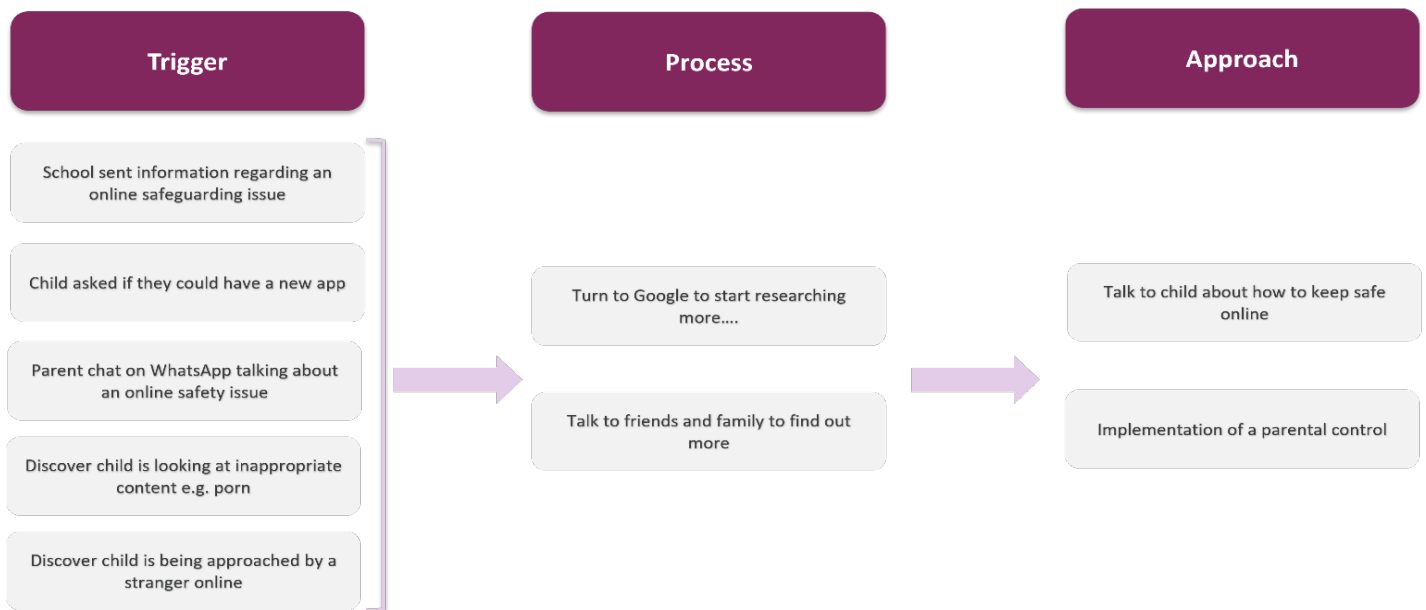 Trigger
School sent information regarding an
online safeguarding issue
Child asked if they could have a new app
Parent chat on WhatsApp talking about
an online safety issue
Discover child is looking at inappropriate
content e.g. porn
Discover child is being approached by a
stranger online
Process
Turn to Google to start researching
more....
Talk to friends and family to find out
more
Approach
Talk to child about how to keep safe
online
Implementation of a parental control